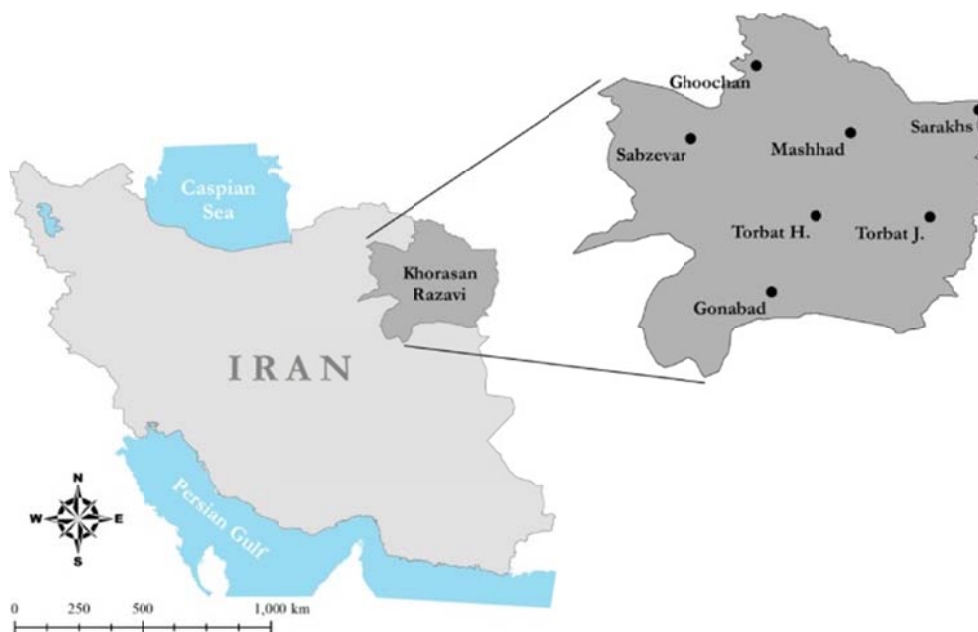 Ghoochan
Sarakhs
Sabzevar
Mashhad
Caspian
Sea
Torbat H.
Torbat J.
Khorasan
Razavi
Gonabad
IRAN
Persian Gulf
N
W
E
S
0 250 500 1,000 km